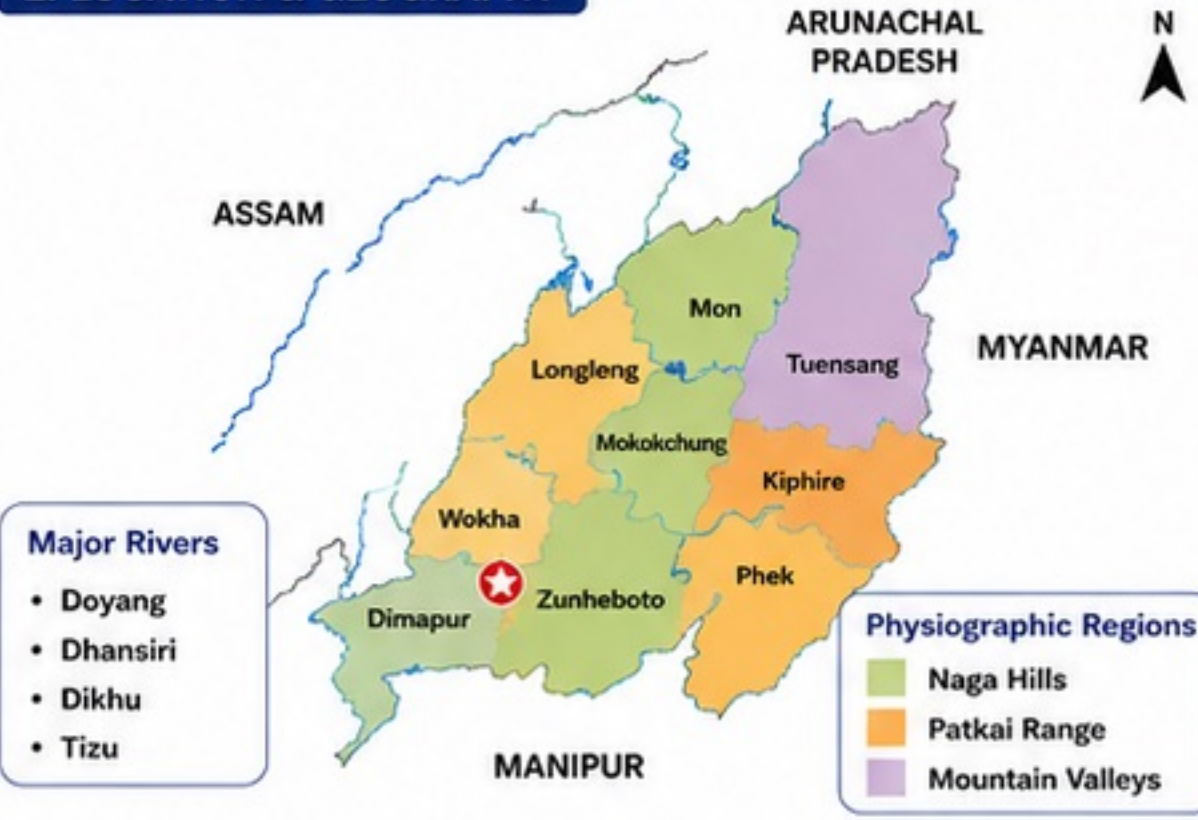 ARUNACHAL
PRADESH
N
ASSAM
Mon
MYANMAR
Tuensang
Longleng
Mokokchung
Kiphire
Wokha
Phek
Zunheboto
Dimapur
Major Rivers
• Doyang
• Dhansiri
• Dikhu
• Tizu
Physiographic Regions
Naga Hills
Patkai Range
Mountain Valleys
MANIPUR